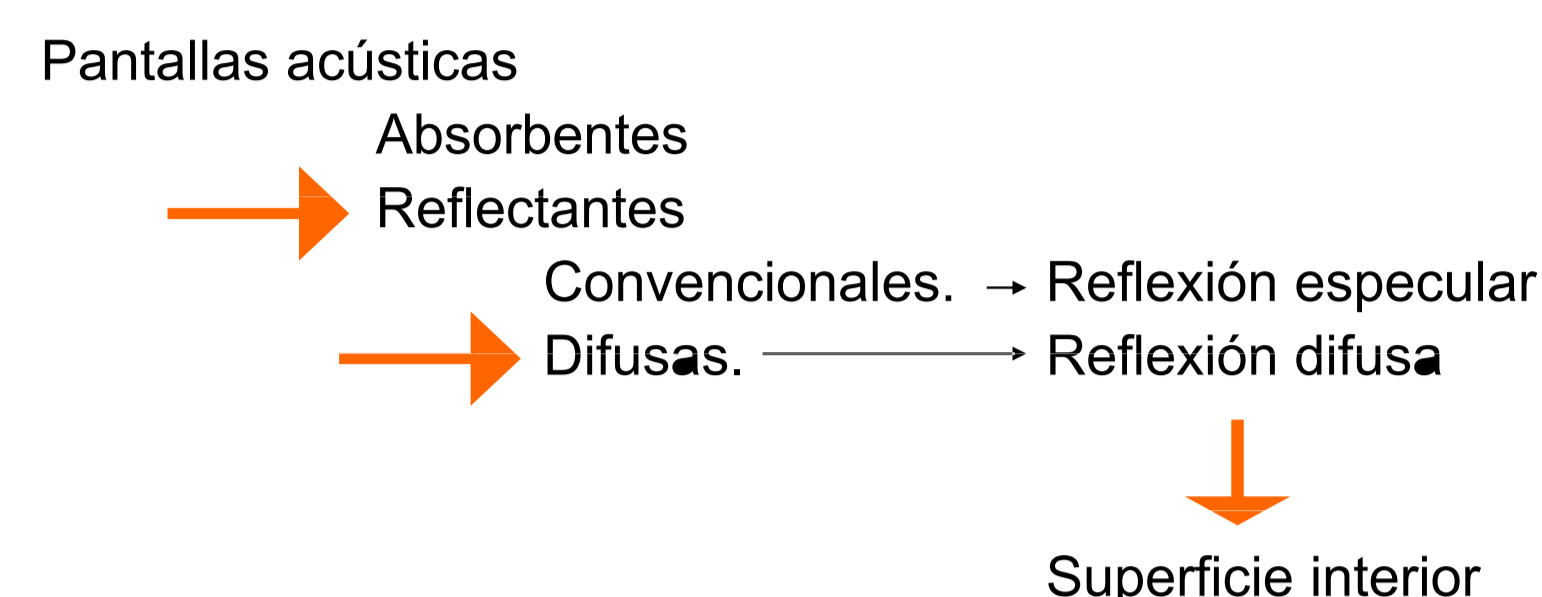 Pantallas acústicas
Absorbentes
Reflectantes
Convencionales. Reflexión especular
Difusas. Reflexión difusa
Superficie interior